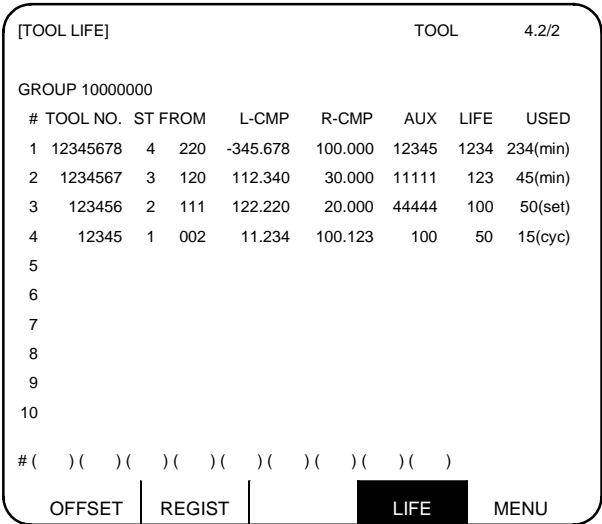 [TOOL LIFE] TOOL 4.2/2
GROUP 10000000
# TOOL NO. ST FROM L-CMP R-CMP AUX LIFE USED
1 12345678 4 220 -345.678 100.000 12345 1234 234(min)
2 1234567 3 120 112.340 30.000 11111 123 45(min)
3 123456 2 111 122.220 20.000 44444 100 50(set)
4 12345 1 002 11.234 100.123 100 50 15(cyc)
5
6
7
8
9
10
# ( ) ( ) ( ) ( ) ( ) ( ) ( ) ( ) ( )
OFFSET REGIST LIFE MENU